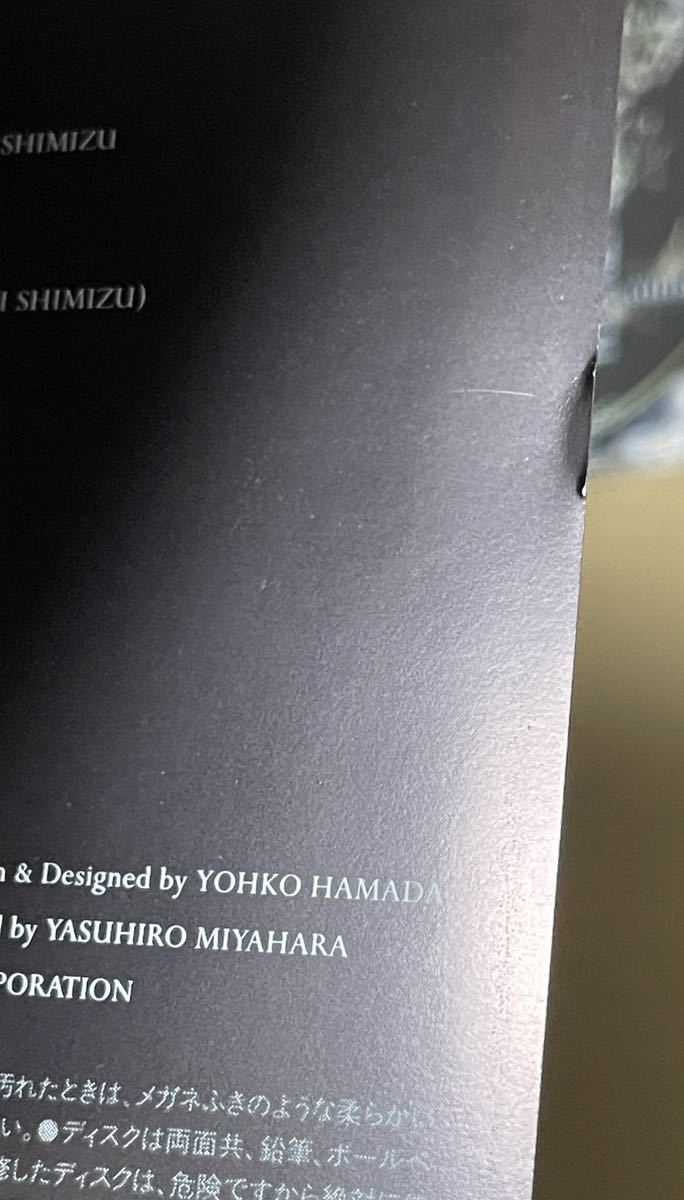 SHIMIZU
I SHIMIZU)
n & Designed by YOHKO HAMADA
d by YASUHIRO MIYAHARA
PORATION
汚れたときは、メガネふきのような柔らかい
い。●ディスクは両面共、鉛筆、ボールペ
修したディスクは、危険ですから絶対に